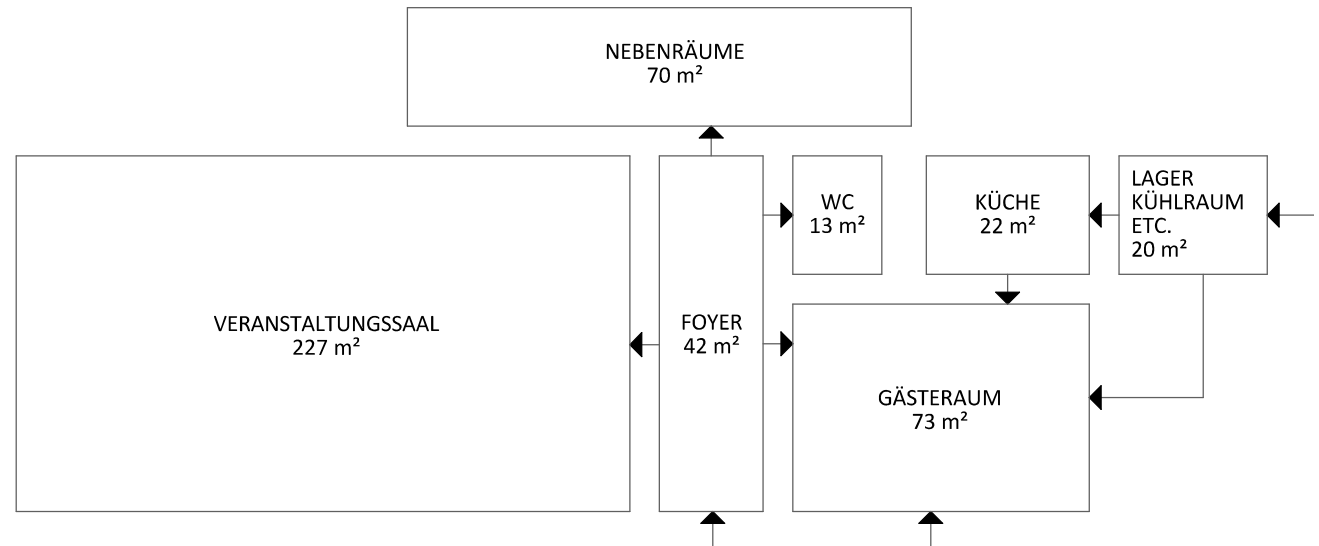 NEBENRÄUME
70 m²
VERANSTALTUNGSSAAL
227 m²
FOYER
42 m²
WC
13 m²
KÜCHE
22 m²
LAGER
KÜHLRAUM
ETC.
20 m²
GÄSTERAUM
73 m²